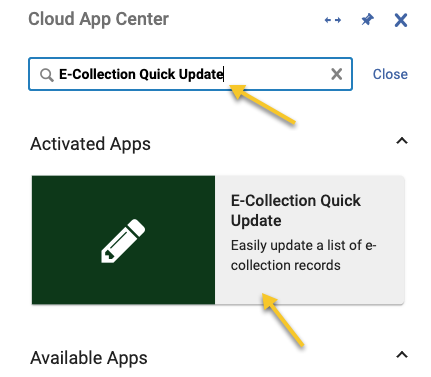 Cloud App Center
E-Collection Quick Update
Close
Activated Apps
E-Collection Quick
Update
Easily update a list of e-
collection records
Available Apps